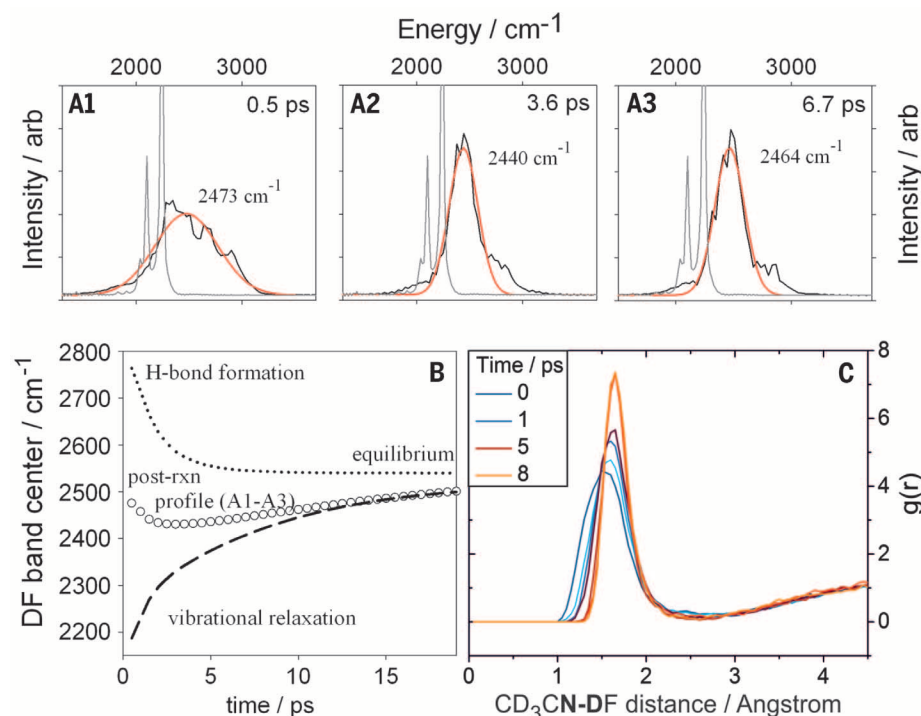 Energy / cm-1
2000 3000 2000 3000 2000 3000
A1 0.5 ps
2473 cm-1
A2 3.6 ps
2440 cm-1
A3 6.7 ps
2464 cm-1
Intensity / arb
Intensity / arb
B
2800
2700
2600
2500
2400
2300
2200
DF band center / cm-1
H-bond formation
equilibrium
post-rxn
profile (A1-A3)
vibrational relaxation
0 5 10 15
time / ps
C
Time / ps
0
1
5
8
8
6
4
2
0
g(r)
0 1 2 3 4
CD3CN-DF distance / Angstrom